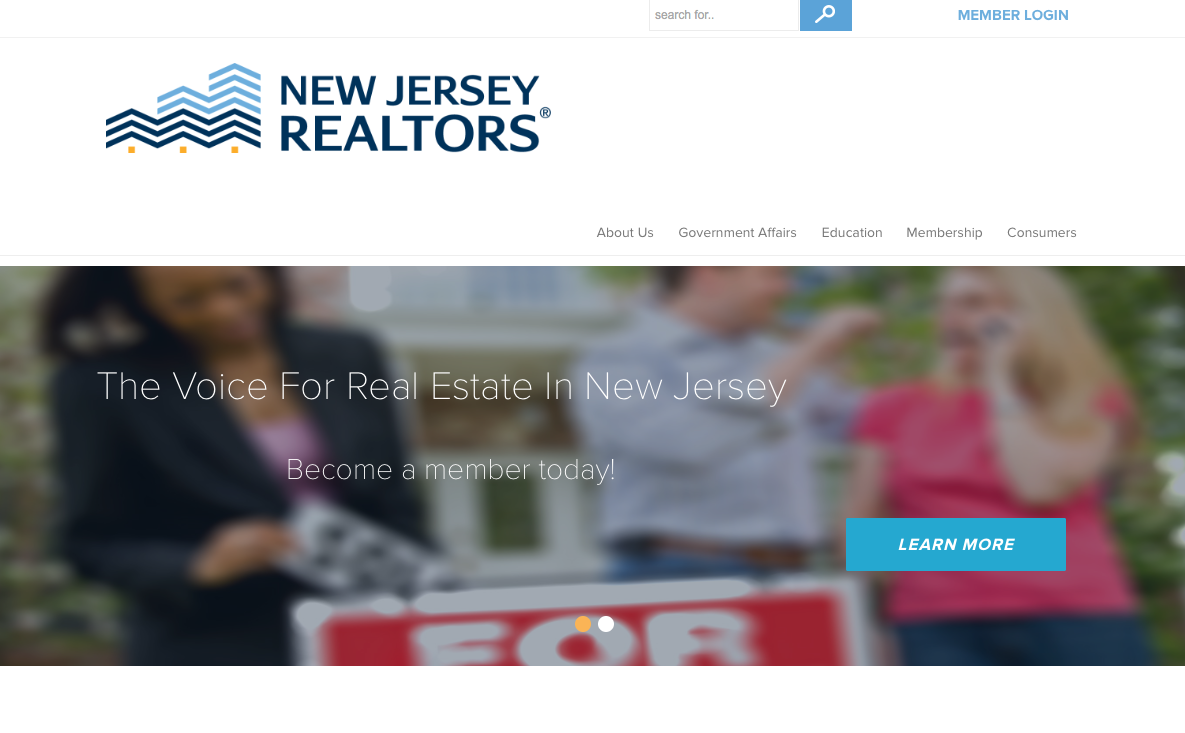 search for..
MEMBER LOGIN
NEW JERSEY
REALTORS®
About Us Government Affairs Education Membership Consumers
The Voice For Real Estate In New Jersey
Become a member today!
LEARN MORE
FOR